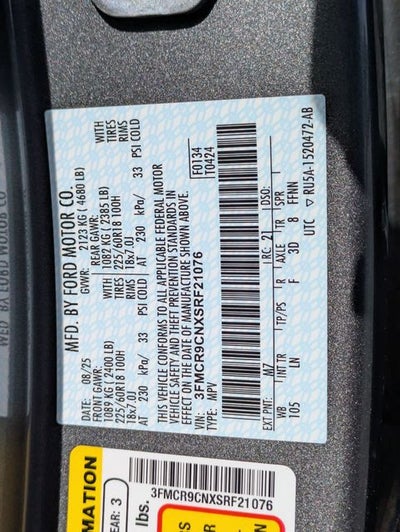 MFD. BY FORD MOTOR CO.
DATE: 08/25 GVWR: 2123 KG ( 4680 LB)
FRONT GAWR: REAR GAWR:
1089 KG ( 2400 LB) WITH 1082 KG ( 2385 LB) WITH
225/60R18 100H TIRES 225/60R18 100H TIRES
18x7.0J RIMS 18x7.0J RIMS
AT 230 kPa/ 33 PSI COLD AT 230 kPa/ 33 PSI COLD
THIS VEHICLE CONFORMS TO ALL APPLICABLE FEDERAL MOTOR
VEHICLE SAFETY AND THEFT PREVENTION STANDARDS IN
EFFECT ON THE DATE OF MANUFACTURE SHOWN ABOVE.
VIN: 3FMCR9CNXSRF21076 F0134
TYPE: MPV T0424
EXT PNT: M7 RC: 21 DSO:
WB INT TR TP/PS R AXLE TR SPR
105 LN F 3D 8 FFNN
UTC ▽ RU5A-1520472-AB
3FMCR9CNXSRF21076
MATION
EAR: 3
lbs.